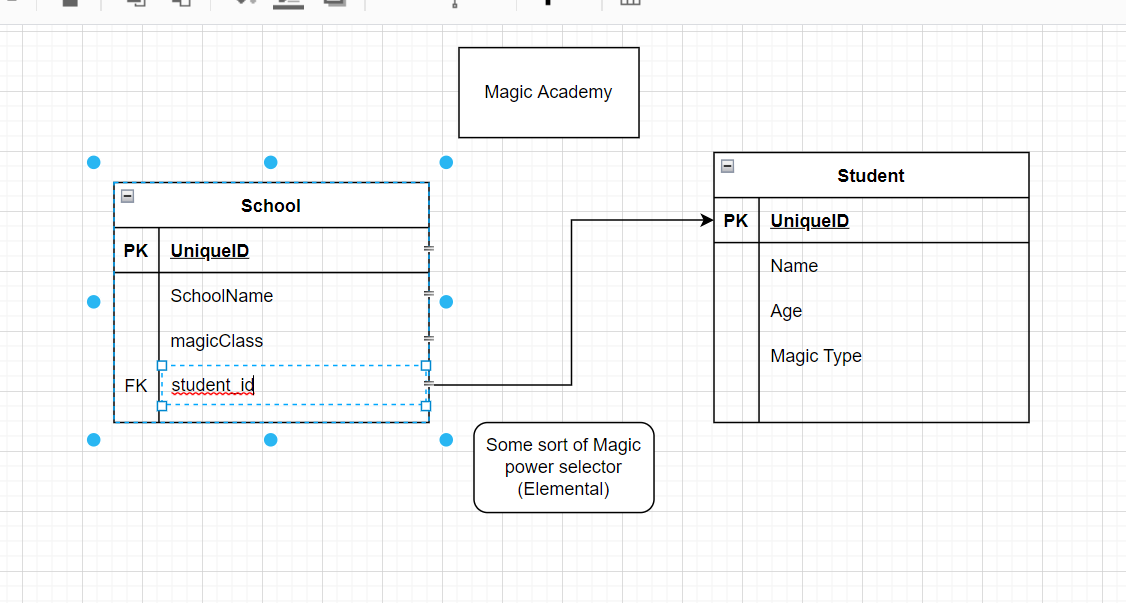 Magic Academy
School
PK UniqueID
SchoolName
magicClass
FK student_id
Student
PK UniqueID
Name
Age
Magic Type
Some sort of Magic
power selector
(Elemental)